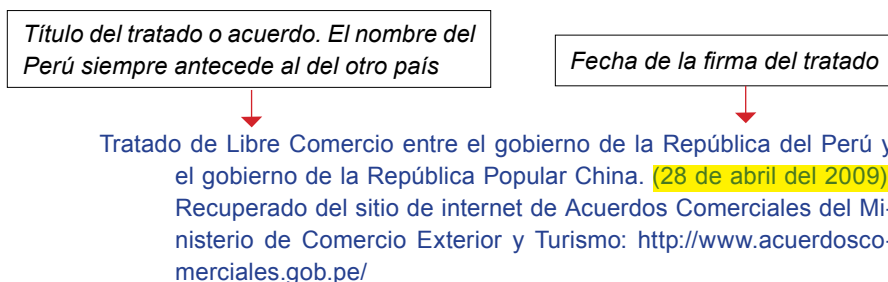 Título del tratado o acuerdo. El nombre del
Perú siempre antecede al del otro país
Fecha de la firma del tratado
Tratado de Libre Comercio entre el gobierno de la República del Perú y
el gobierno de la República Popular China. (28 de abril del 2009)
Recuperado del sitio de internet de Acuerdos Comerciales del Mi-
nisterio de Comercio Exterior y Turismo: http://www.acuerdosco-
merciales.gob.pe/